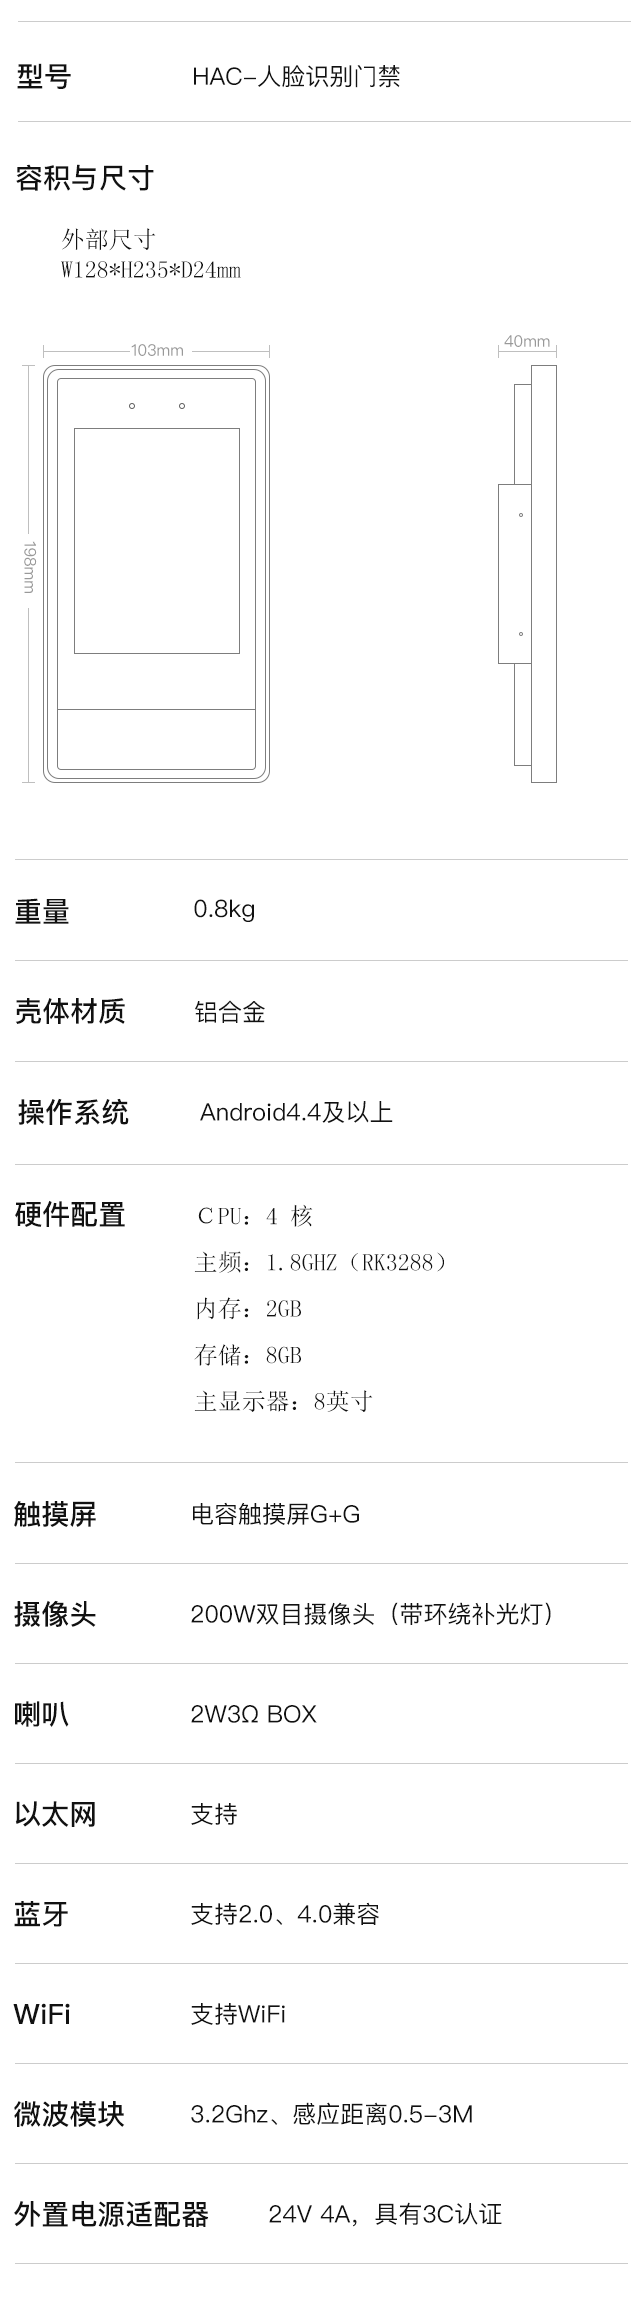 型号 HAC-人脸识别门禁
容积与尺寸
外部尺寸
W128*H235*D24mm
103mm
40mm
198mm
重量 0.8kg
壳体材质 铝合金
操作系统 Android4.4及以上
硬件配置 CPU：4 核
主频：1.8GHZ（RK3288）
内存：2GB
存储：8GB
主显示器：8英寸
触摸屏 电容触摸屏G+G
摄像头 200W双目摄像头（带环绕补光灯）
喇叭 2W3Ω BOX
以太网 支持
蓝牙 支持2.0、4.0兼容
WiFi 支持WiFi
微波模块 3.2Ghz、感应距离0.5-3M
外置电源适配器 24V 4A，具有3C认证